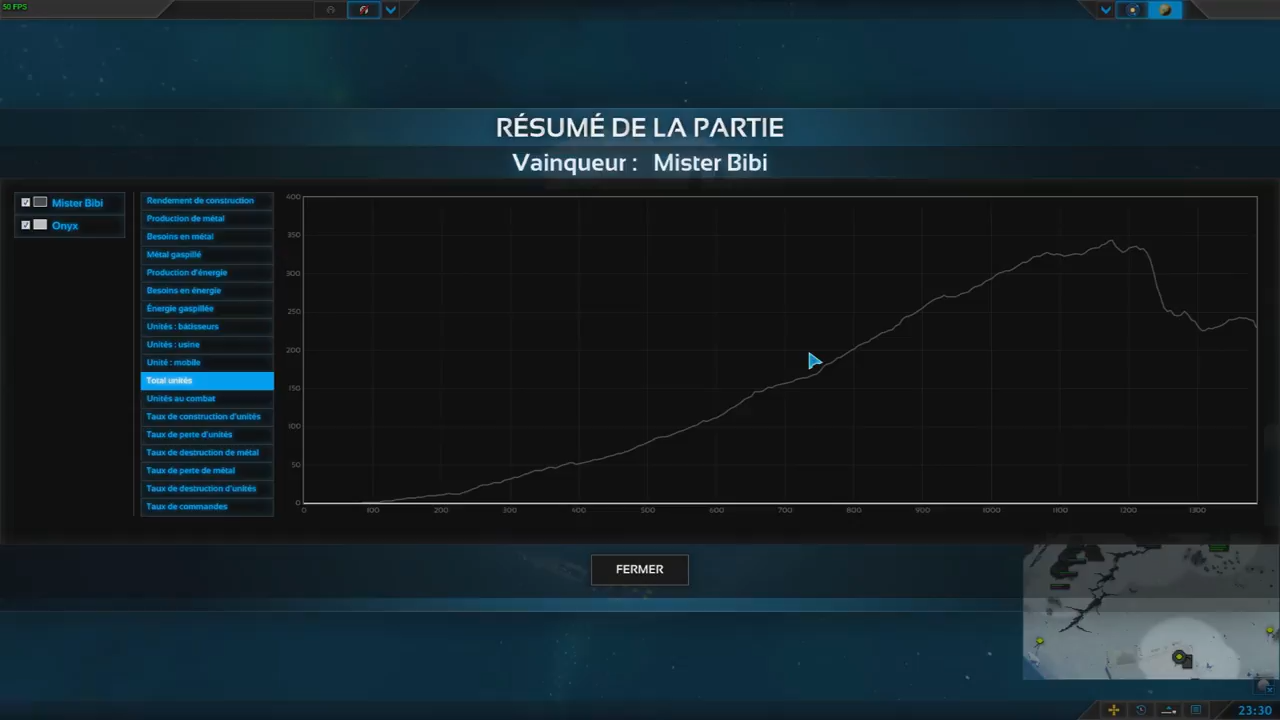 50 FPS
RÉSUMÉ DE LA PARTIE
Vainqueur : Mister Bibi
Mister Bibi
Onyx
Rendement de construction
Production de métal
Besoins en métal
Métal gaspillé
Production d'énergie
Besoins en énergie
Énergie gaspillée
Unités : bâtisseurs
Unités : usine
Unité : mobile
Total unités
Unités au combat
Taux de construction d'unités
Taux de perte d'unités
Taux de destruction de métal
Taux de perte de métal
Taux de destruction d'unités
Taux de commandes
400
350
300
250
200
150
100
50
0
0 100 200 300 400 500 600 700 800 900 1000 1100 1200 1300
FERMER
23:30